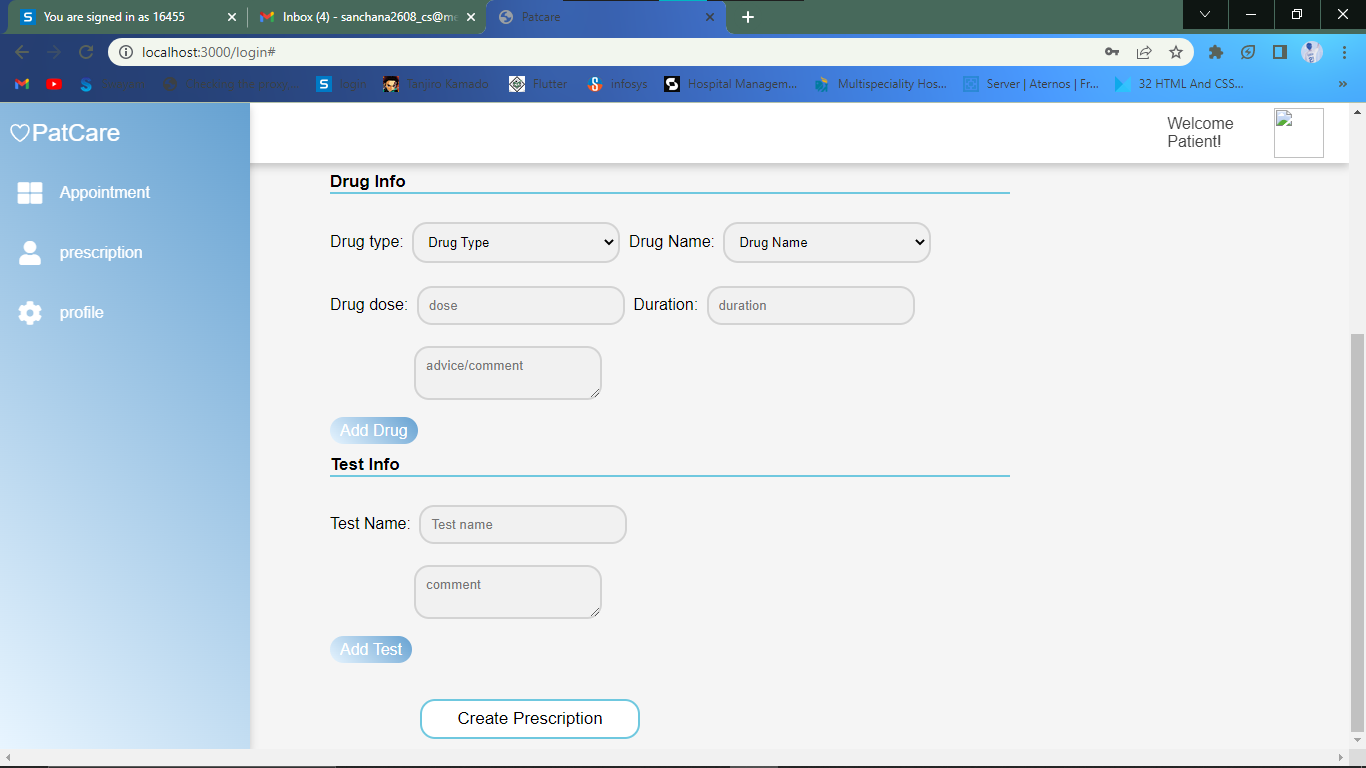 You are signed in as 16455
Inbox (4) - sanchana2608_cs@me
Patcare
localhost:3000/login#
login
Tanjiro Kamado
Flutter
infosys
Hospital Managem...
Multispeciality Hos...
Server | Aternos | Fr...
32 HTML And CSS...
»
PatCare
Welcome
Patient!
Appointment
prescription
profile
Drug Info
Drug type: Drug Type Drug Name: Drug Name
Drug dose: dose Duration: duration
advice/comment
Add Drug
Test Info
Test Name: Test name
comment
Add Test
Create Prescription